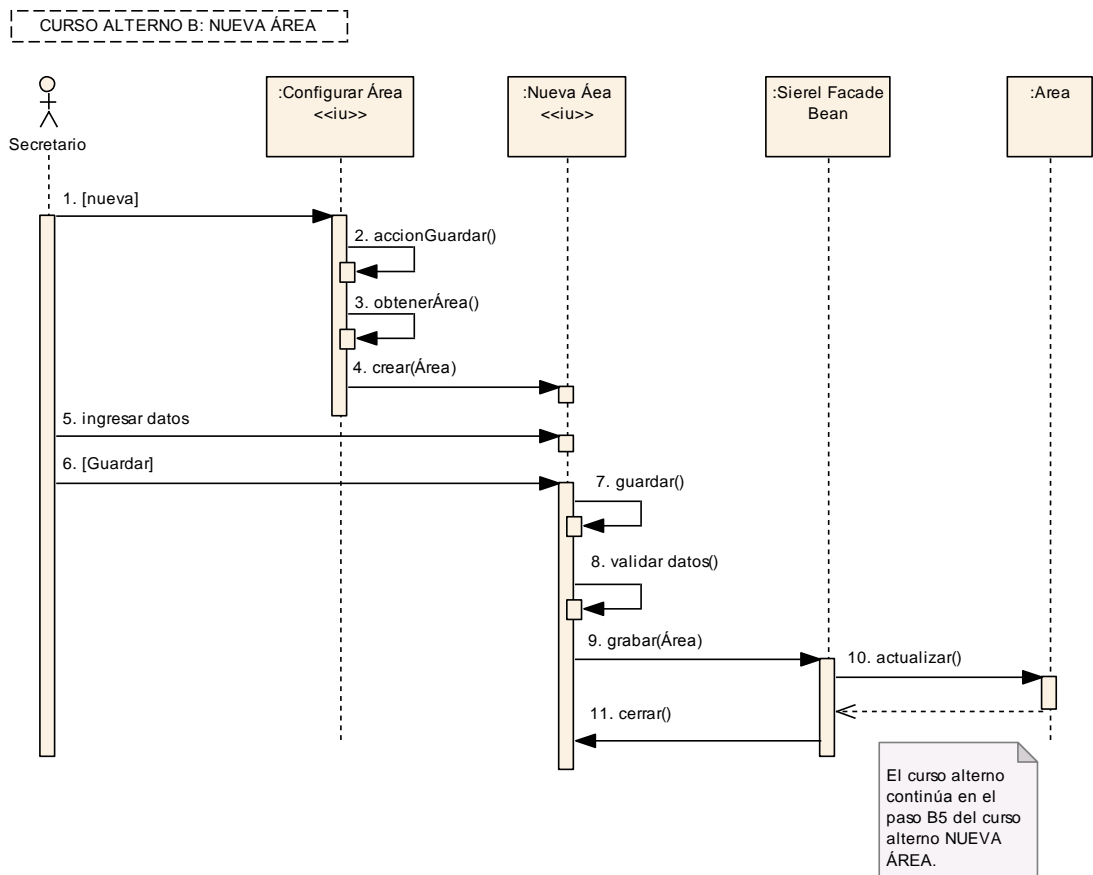 CURSO ALTERNO B: NUEVA ÁREA
:Configurar Área
<<iu>>
:Nueva Áea
<<iu>>
:Sierel Facade
Bean
:Area
Secretario
1. [nueva]
2. accionGuardar()
3. obtenerÁrea()
4. crear(Área)
5. ingresar datos
6. [Guardar]
7. guardar()
8. validar datos()
9. grabar(Área)
10. actualizar()
11. cerrar()
El curso alterno
continúa en el
paso B5 del curso
alterno NUEVA
ÁREA.